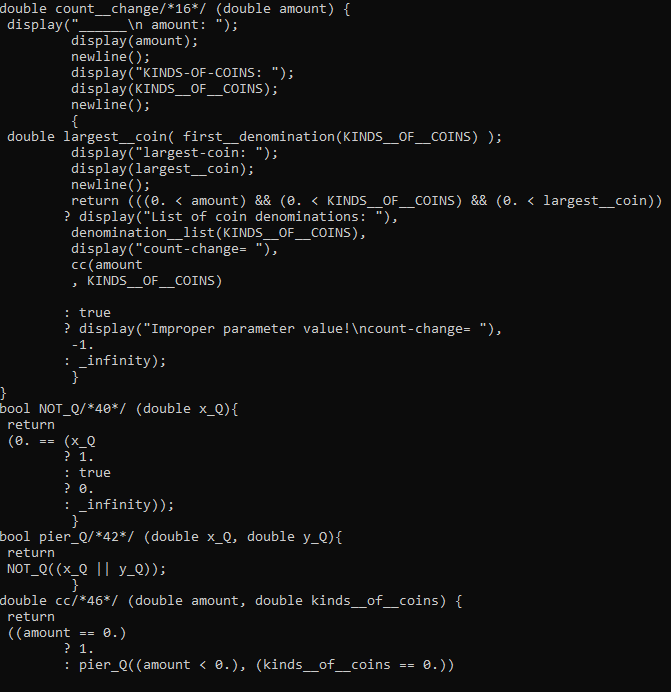 double count__change/*16*/ (double amount) {
 display("______\n amount: ");
         display(amount);
         newline();
         display("KINDS-OF-COINS: ");
         display(KINDS__OF__COINS);
         newline();
         {
 double largest__coin( first__denomination(KINDS__OF__COINS) );
         display("largest-coin: ");
         display(largest__coin);
         newline();
         return (((0. < amount) && (0. < KINDS__OF__COINS) && (0. < largest__coin))
        ? display("List of coin denominations: "),
         denomination__list(KINDS__OF__COINS),
         display("count-change= "),
         cc(amount
         , KINDS__OF__COINS)

        : true
        ? display("Improper parameter value!\ncount-change= "),
         -1.
        : _infinity);
         }
}
bool NOT_Q/*40*/ (double x_Q){
 return
 (0. == (x_Q
        ? 1.
        : true
        ? 0.
        : _infinity));
         }
bool pier_Q/*42*/ (double x_Q, double y_Q){
 return
 NOT_Q((x_Q || y_Q));
         }
double cc/*46*/ (double amount, double kinds__of__coins) {
 return
 ((amount == 0.)
        ? 1.
        : pier_Q((amount < 0.), (kinds__of__coins == 0.))